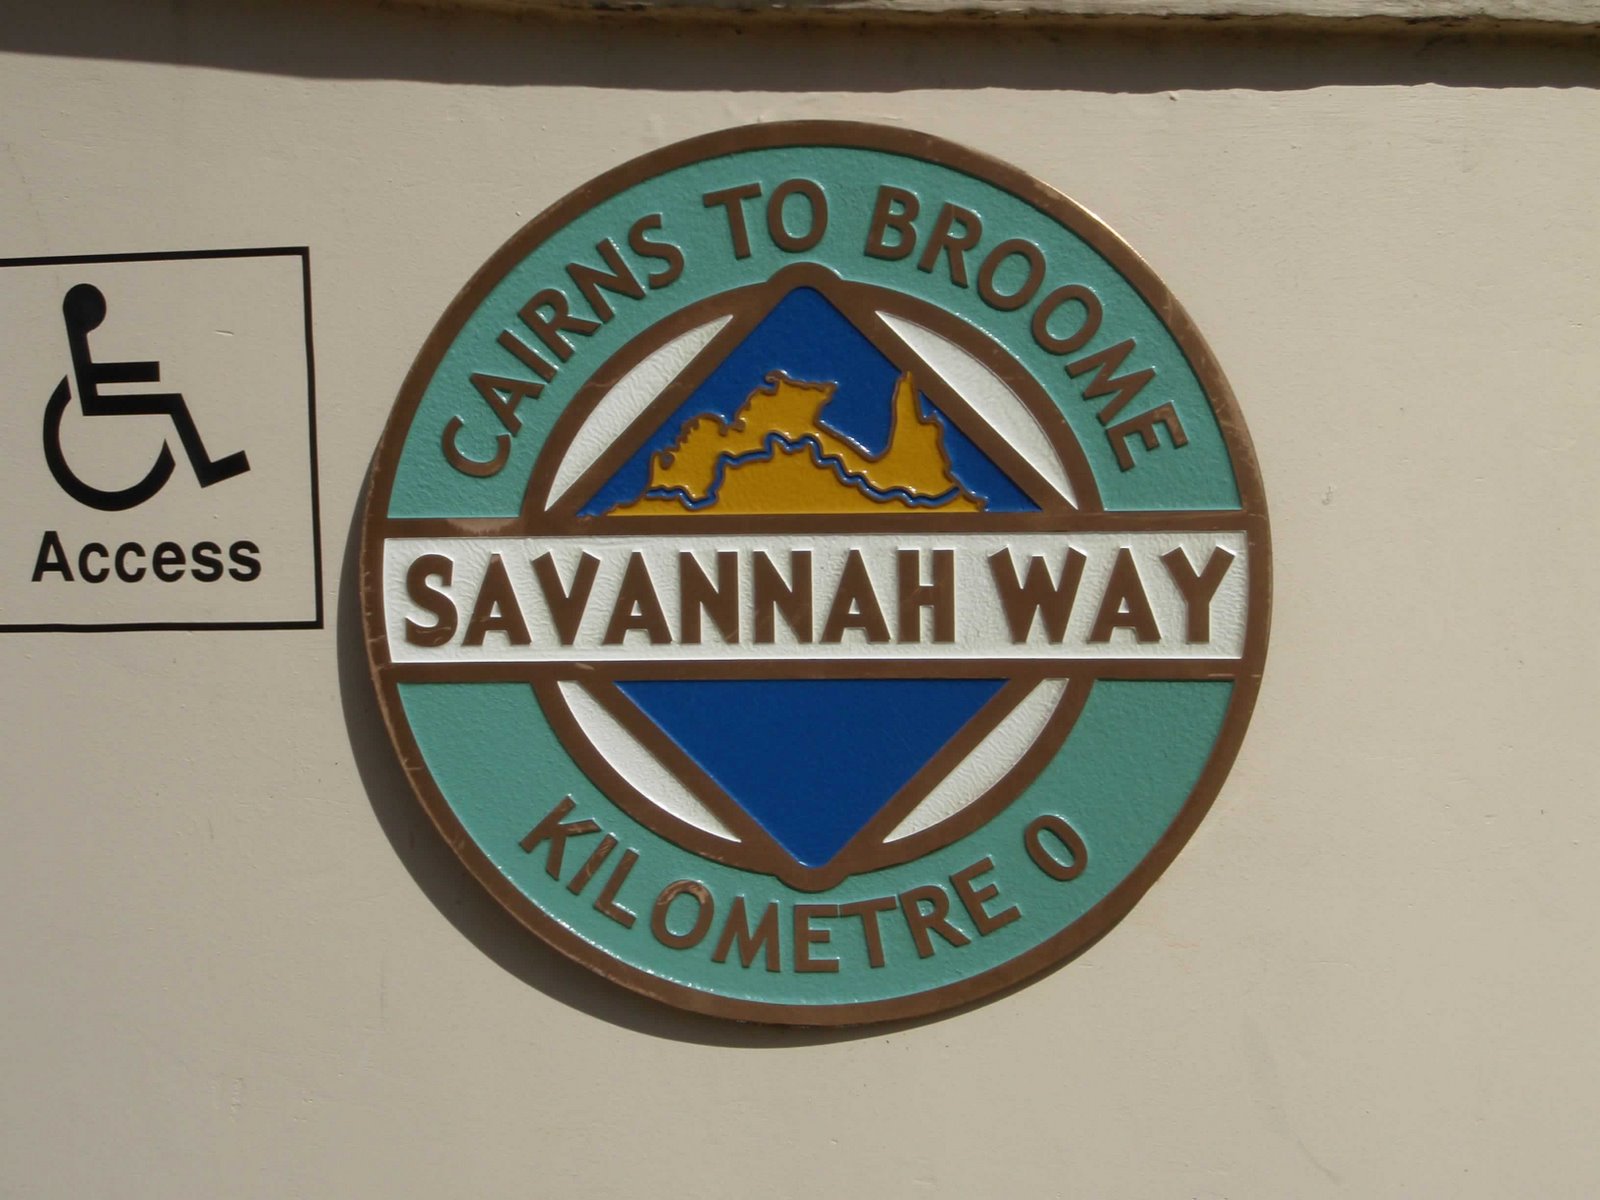 CAIRNS TO BROOME
SAVANNAH WAY
KILOMETRE 0
Access